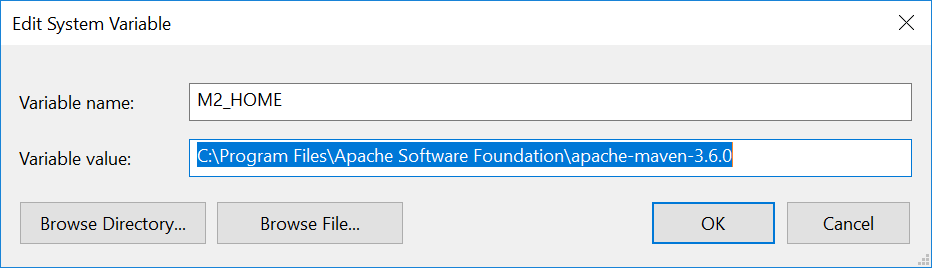 Edit System Variable
Variable name: M2_HOME
Variable value: C:\Program Files\Apache Software Foundation\apache-maven-3.6.0
Browse Directory... Browse File... OK Cancel